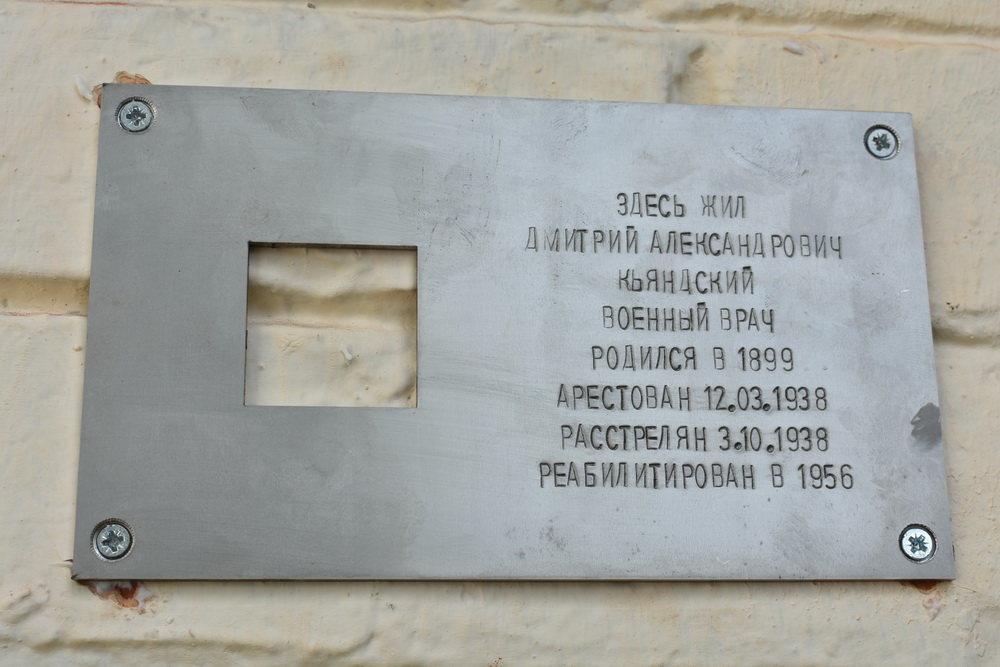 ЗДЕСЬ ЖИЛ
ДМИТРИЙ АЛЕКСАНДРОВИЧ
КЬЯНДСКИЙ
ВОЕННЫЙ ВРАЧ
РОДИЛСЯ В 1899
АРЕСТОВАН 12.03.1938
РАССТРЕЛЯН 3.10.1938
РЕАБИЛИТИРОВАН В 1956